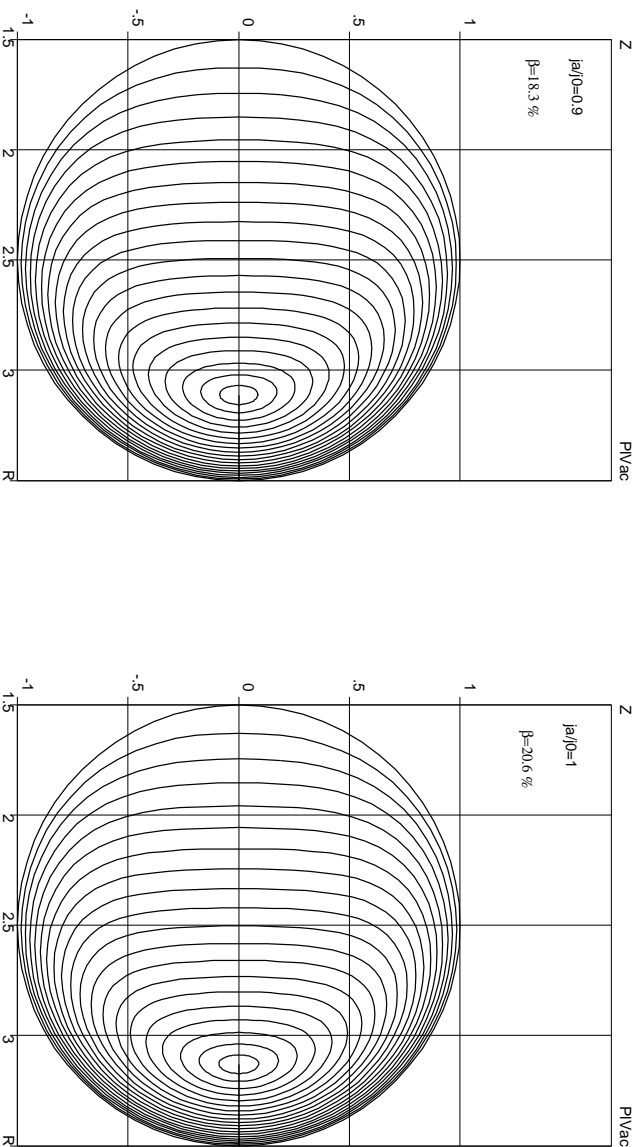 Z PlVac
ja/j0=0.9
β=18.3 %
1
.5
0
-.5
-1
1.5 2 2.5 3 R
Z PlVac
ja/j0=1
β=20.6 %
1
.5
0
-.5
-1
1.5 2 2.5 3 R